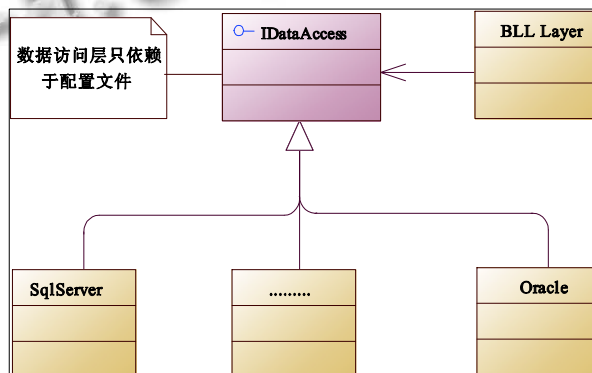 数据访问层只依赖
于配置文件
IDataAccess
BLL Layer
SqlServer
.........
Oracle